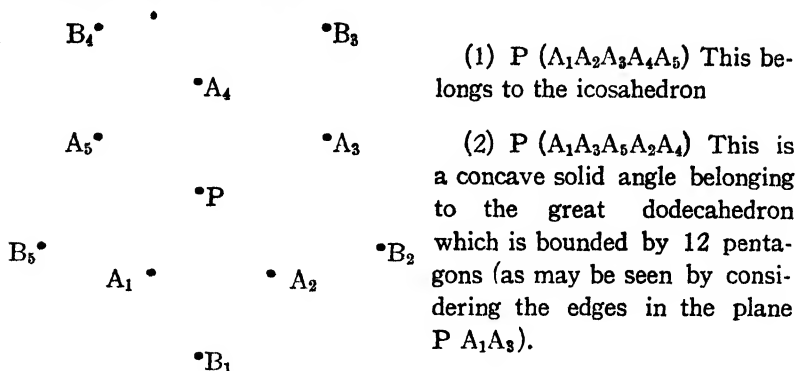 B₄ B₃
A₄
A₅ A₃
P
B₅ B₂
A₁ A₂
B₁
(1) P (A₁A₂A₃A₄A₅) This be-
longs to the icosahedron
(2) P (A₁A₃A₅A₂A₄) This is
a concave solid angle belonging
to the great dodecahedron
which is bounded by 12 penta-
gons (as may be seen by consi-
dering the edges in the plane
P A₁A₃).